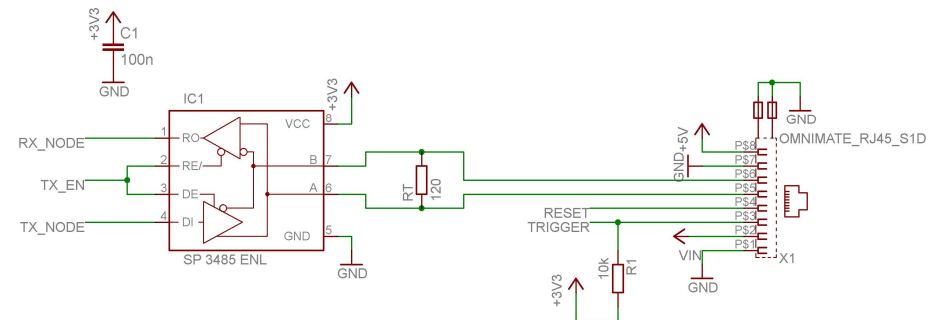 +3V3
C1
100n
GND
IC1
+3V3
VCC
8
RX_NODE
1
RO
2
RE/
B
7
TX_EN
3
DE
A
6
TX_NODE
4
DI
GND
5
SP 3485 ENL
GND
RT
120
GND
OMNIMATE_RJ45_S1D
+5V
GND
P$8
P$7
P$6
P$5
P$4
P$3
P$2
P$1
RESET
TRIGGER
VIN
X1
GND
10k
R1
+3V3